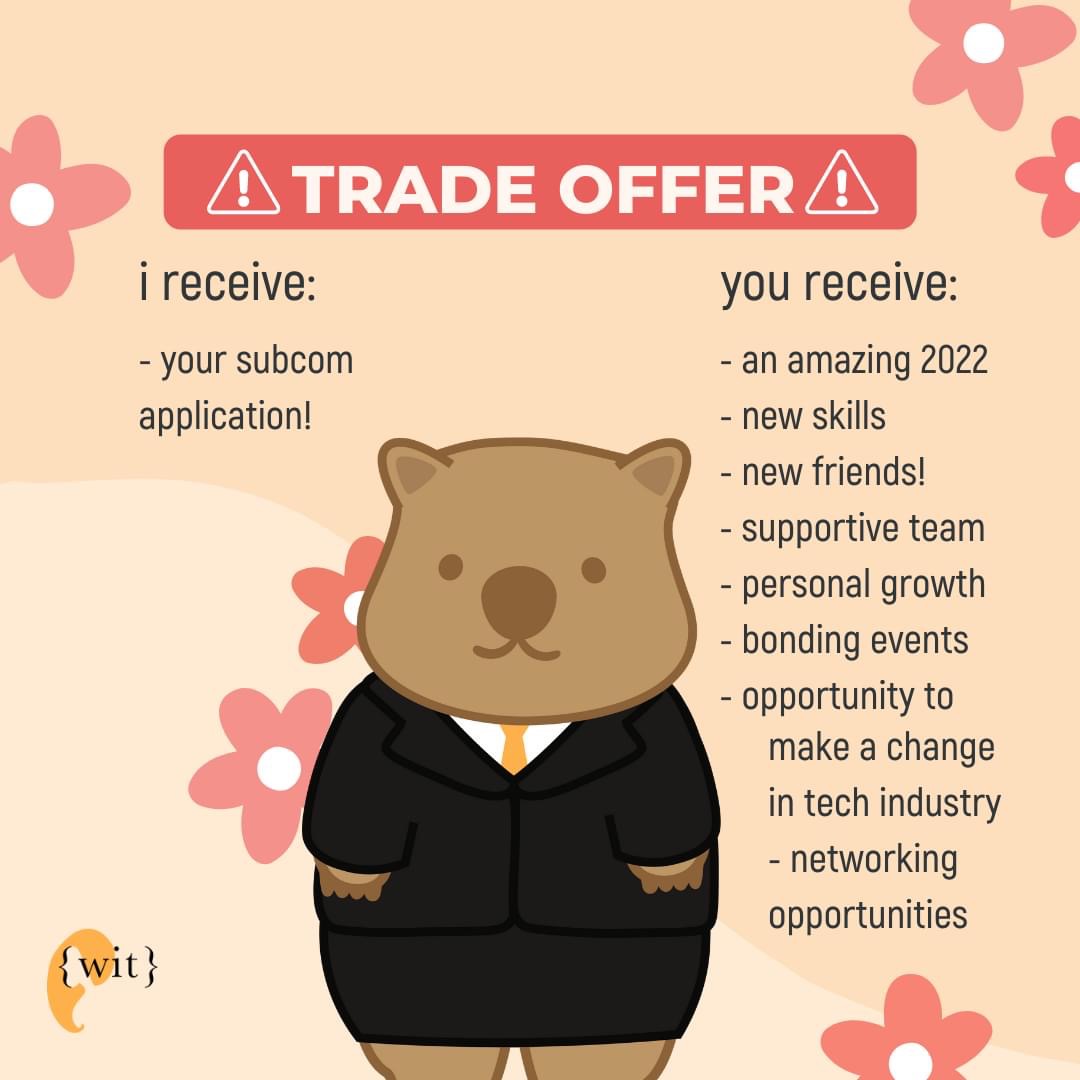 TRADE OFFER
i receive:
- your subcom
application!
you receive:
- an amazing 2022
- new skills
- new friends!
- supportive team
- personal growth
- bonding events
- opportunity to
make a change
in tech industry
- networking
opportunities
{wit}